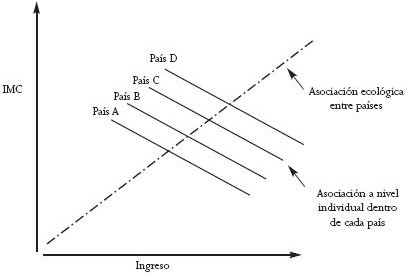 País D
País C
País B
País A
IMC
Asociación ecológica
entre países
Asociación a nivel
individual dentro
de cada país
Ingreso